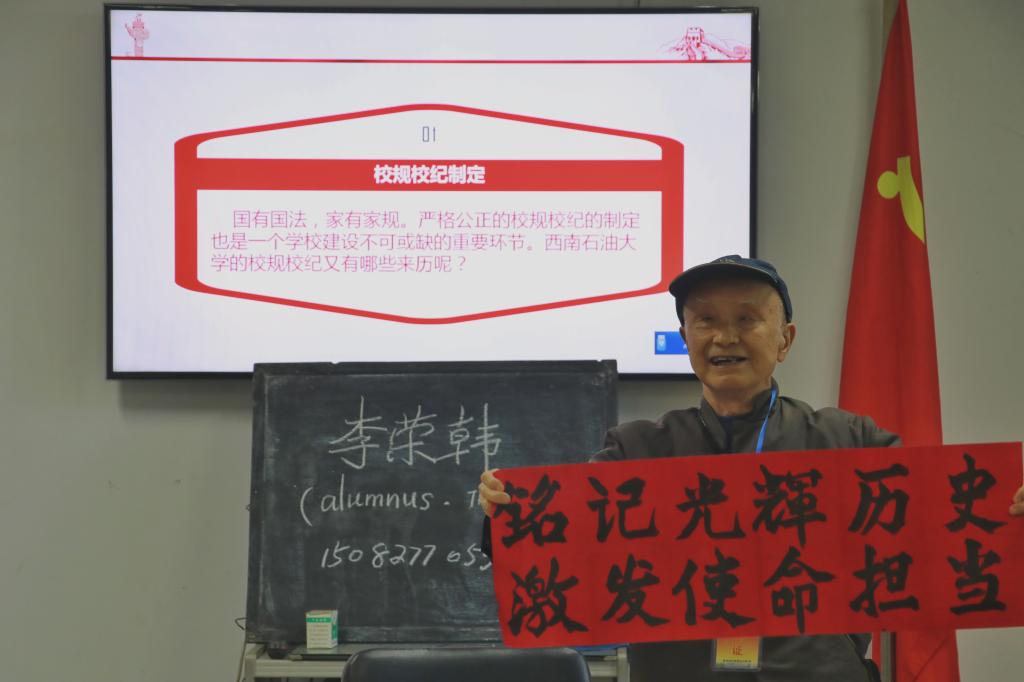 01
校规校纪制定
国有国法，家有家规。严格公正的校规校纪的制定
也是一个学校建设不可或缺的重要环节。西南石油大
学的校规校纪又有哪些来历呢？
李荣韩
(alumnus.
150 8277 055
铭记光辉历史
激发使命担当
证